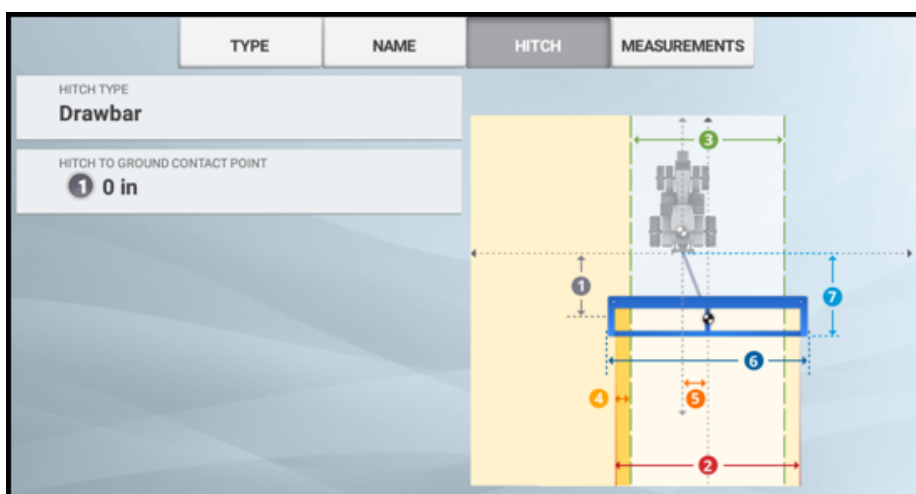 TYPE NAME HITCH MEASUREMENTS
HITCH TYPE
Drawbar
HITCH TO GROUND CONTACT POINT
1 0 in
3
1
7
6
4
5
2